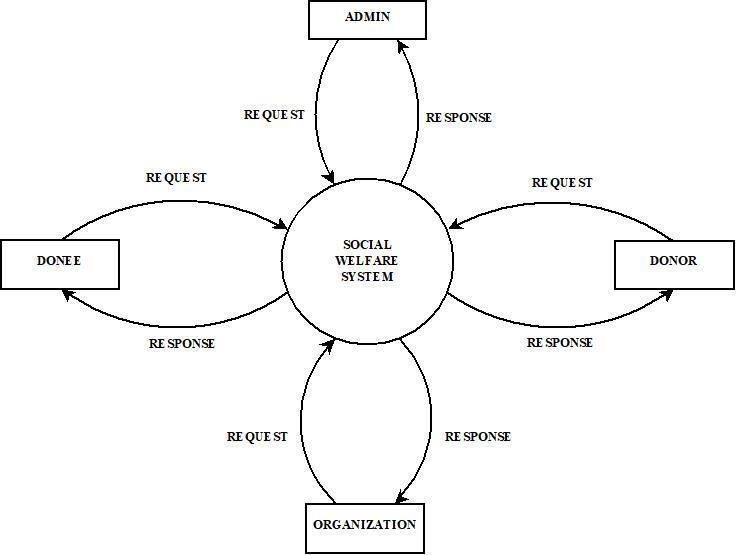 ADMIN
REQUEST
RESPONSE
REQUEST
REQUEST
DONEE
SOCIAL
WELFARE
SYSTEM
DONOR
RESPONSE
RESPONSE
REQUEST
RESPONSE
ORGANIZATION